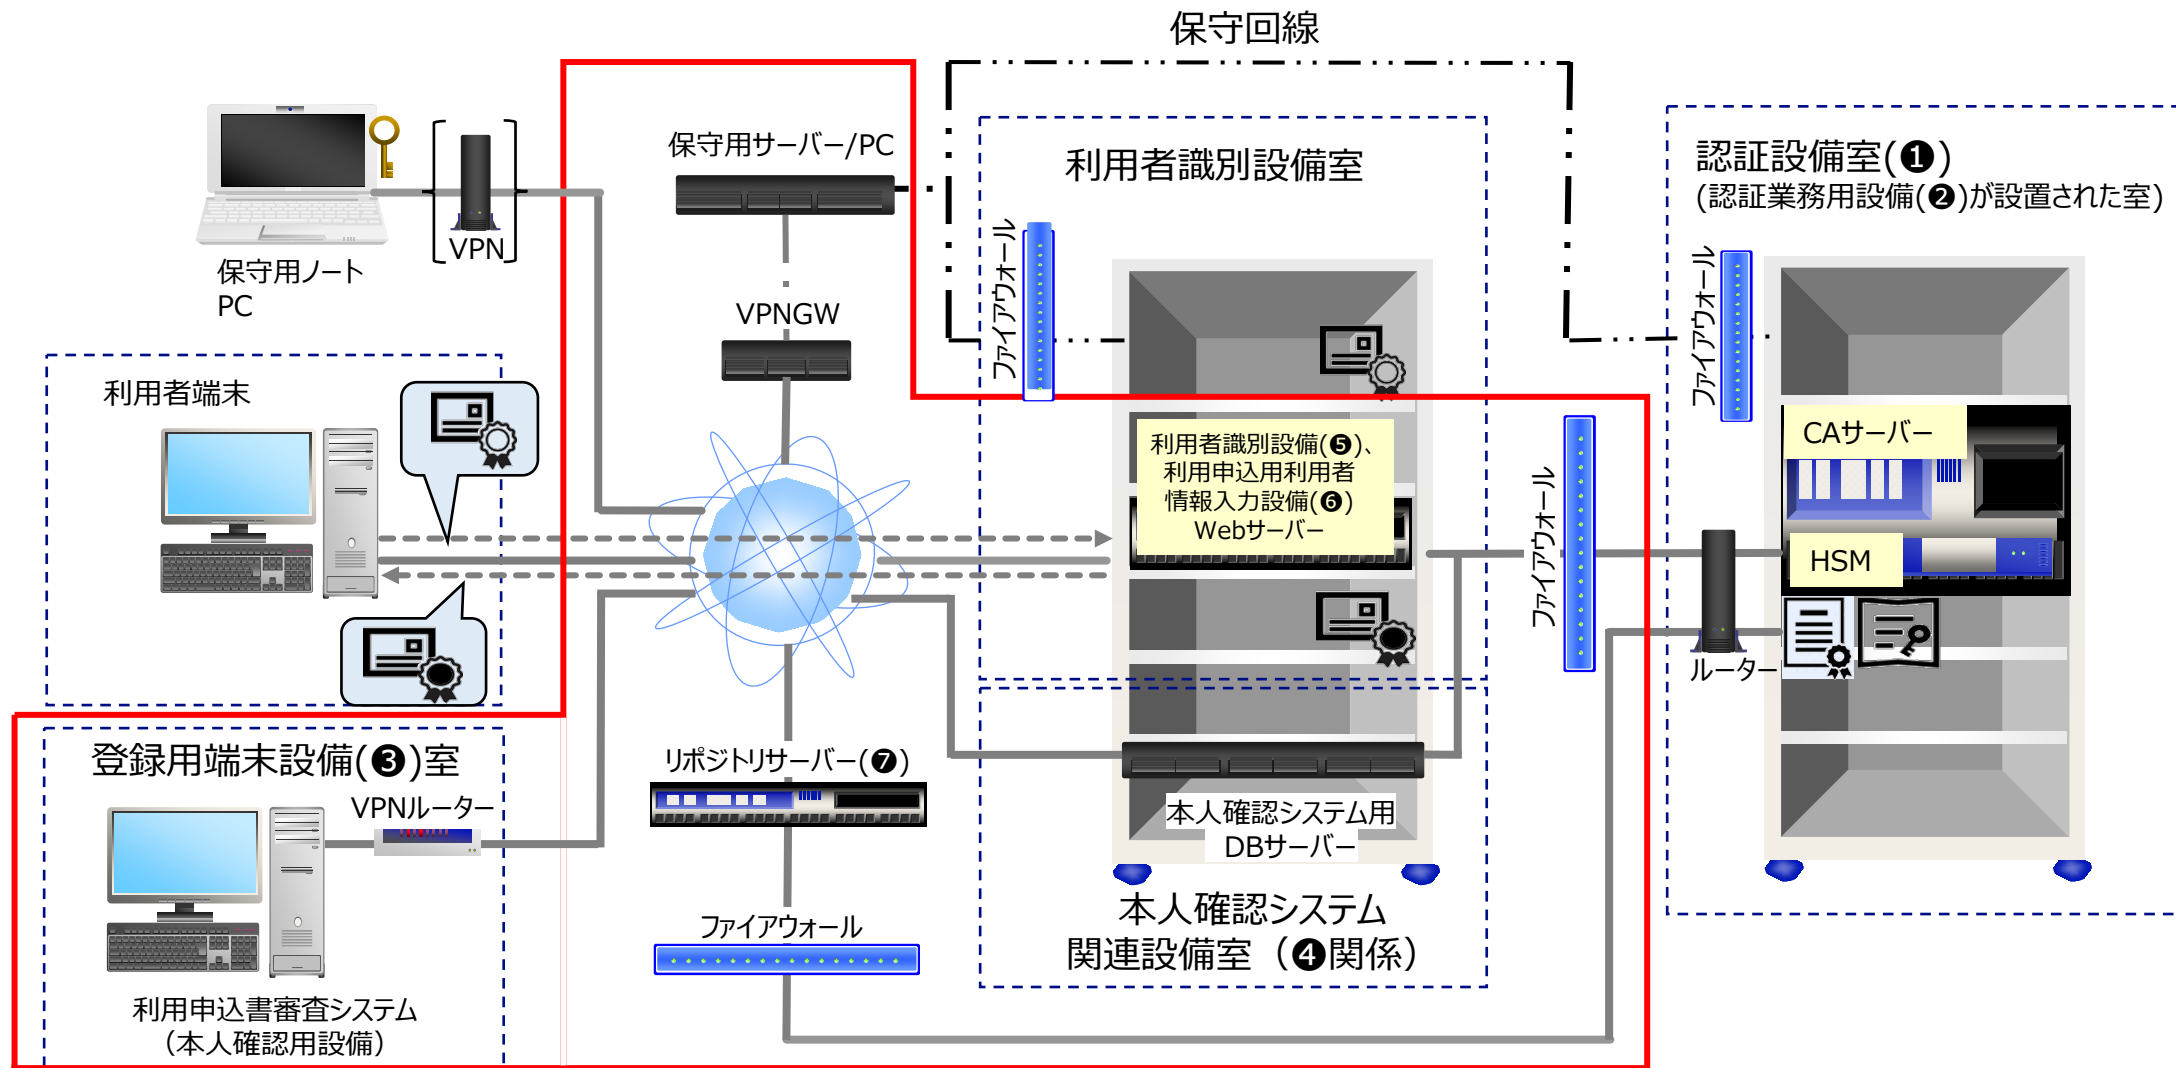 保守回線
保守用サーバー/PC
利用者識別設備室
認証設備室(❶)
(認証業務用設備(❷)が設置された室)
VPN
保守用ノート
PC
ファイアウォール
ファイアウォール
VPNGW
利用者端末
CAサーバー
利用者識別設備(❺)、
利用申込用利用者
情報入力設備(❻)
Webサーバー
ファイアウォール
HSM
ルーター
登録用端末設備(❸)室
VPNルーター
リポジトリサーバー(❼)
本人確認システム用
DBサーバー
ファイアウォール
本人確認システム
関連設備室（❹関係）
利用申込書審査システム
（本人確認用設備）